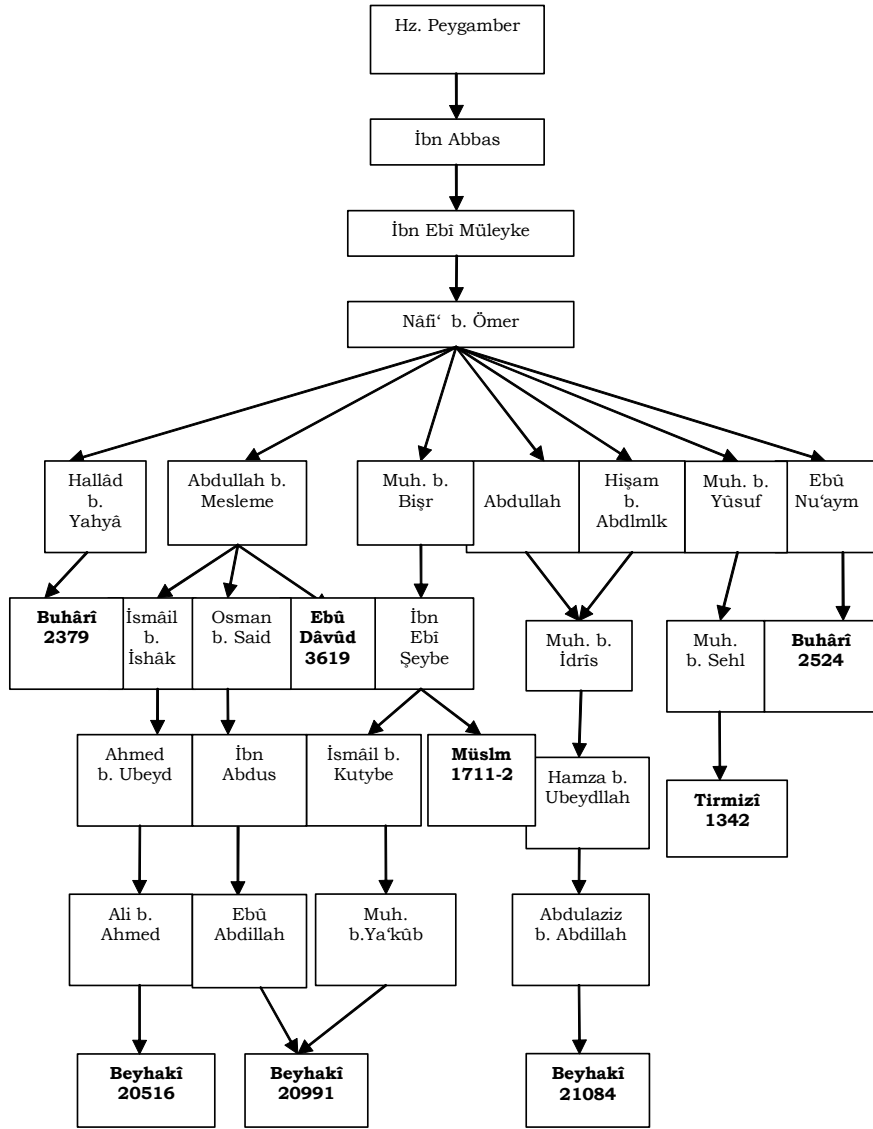 Hz. Peygamber
İbn Abbas
İbn Ebî Müleyke
Nâfi‘ b. Ömer
Hallâd
b.
Yahyâ
Abdullah b.
Mesleme
Muh. b.
Bişr
Abdullah
Hişam
b.
Abdlmlk
Muh. b.
Yûsuf
Ebû
Nu‘aym
Buhârî
2379
İsmâil
b.
İshâk
Osman
b. Said
Ebû
Dâvûd
3619
İbn
Ebî
Şeybe
Muh. b.
İdrîs
Muh.
b. Sehl
Buhârî
2524
Ahmed
b. Ubeyd
İbn
Abdus
İsmâil b.
Kutybe
Müslm
1711-2
Hamza b.
Ubeydllah
Tirmizî
1342
Ali b.
Ahmed
Ebû
Abdillah
Muh.
b.Ya‘kûb
Abdulaziz
b. Abdillah
Beyhakî
20516
Beyhakî
20991
Beyhakî
21084